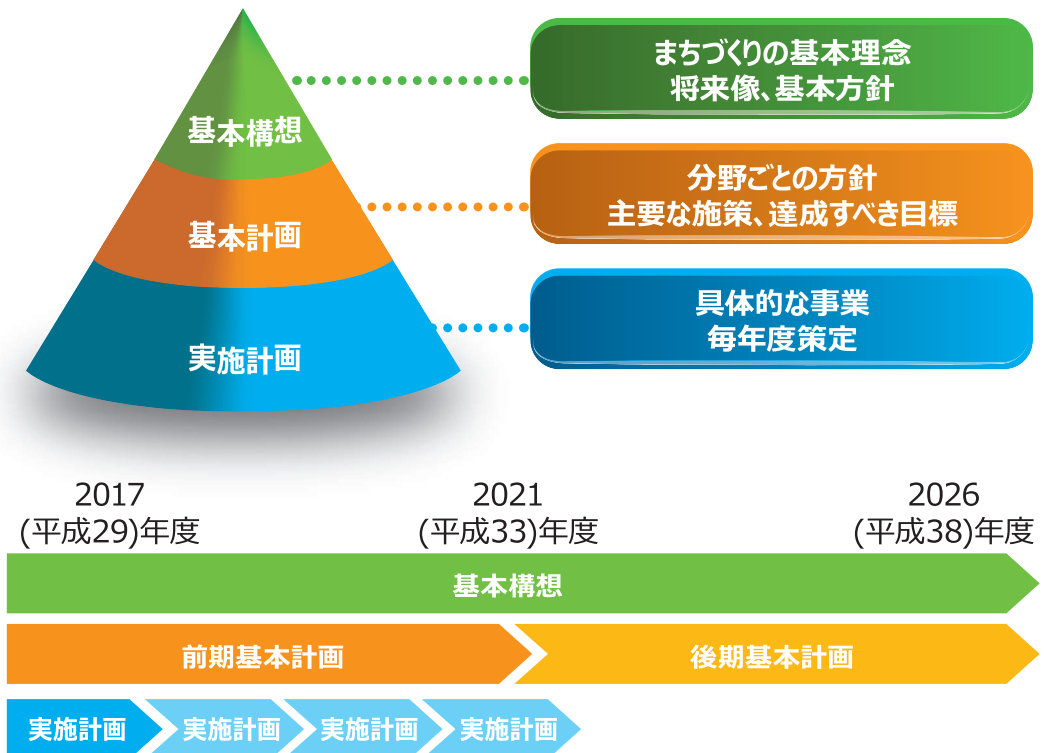 基本構想
まちづくりの基本理念
将来像、基本方針
基本計画
分野ごとの方針
主要な施策、達成すべき目標
実施計画
具体的な事業
毎年度策定
2017
(平成29)年度
2021
(平成33)年度
2026
(平成38)年度
基本構想
前期基本計画 後期基本計画
実施計画 実施計画 実施計画 実施計画